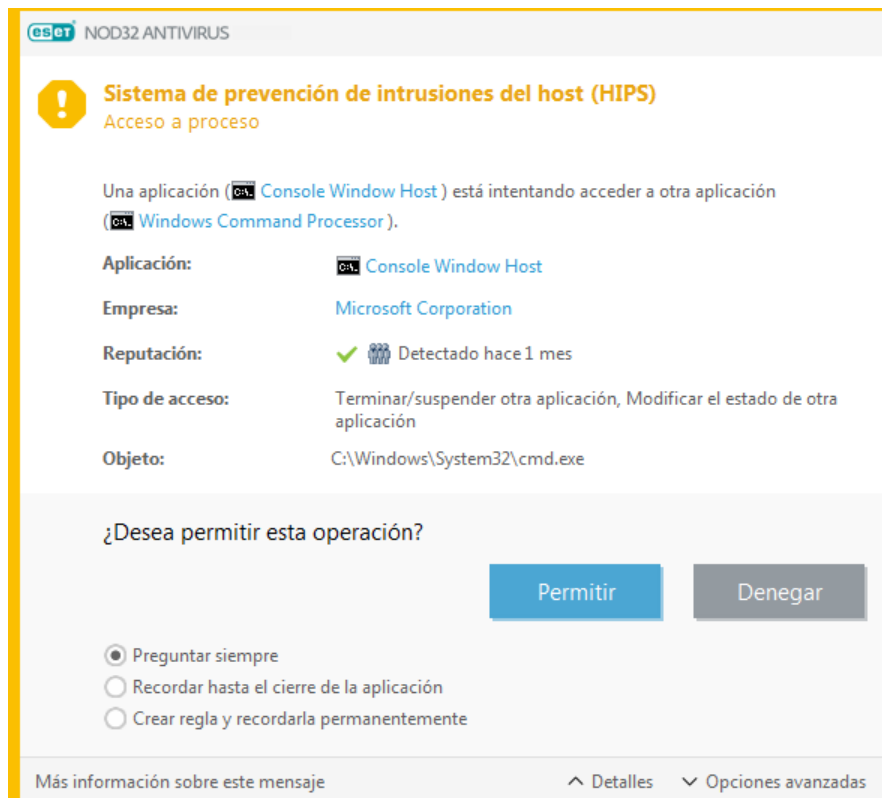 eset NOD32 ANTIVIRUS
Sistema de prevención de intrusiones del host (HIPS)
Acceso a proceso
Una aplicación (C:\. Console Window Host ) está intentando acceder a otra aplicación
(C:\. Windows Command Processor ).
Aplicación: C:\. Console Window Host
Empresa: Microsoft Corporation
Reputación: Detectado hace 1 mes
Tipo de acceso: Terminar/suspender otra aplicación, Modificar el estado de otra
aplicación
Objeto: C:\Windows\System32\cmd.exe
¿Desea permitir esta operación?
Permitir Denegar
Preguntar siempre
Recordar hasta el cierre de la aplicación
Crear regla y recordarla permanentemente
Más información sobre este mensaje Detalles Opciones avanzadas